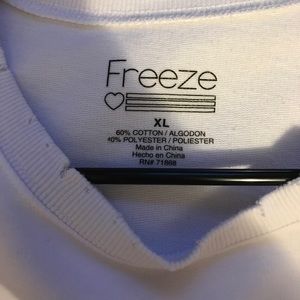 Freeze
XL
60% COTTON / ALGODON
40% POLYESTER / POLIESTER
Made in China
Hecho en China
RN# 71868